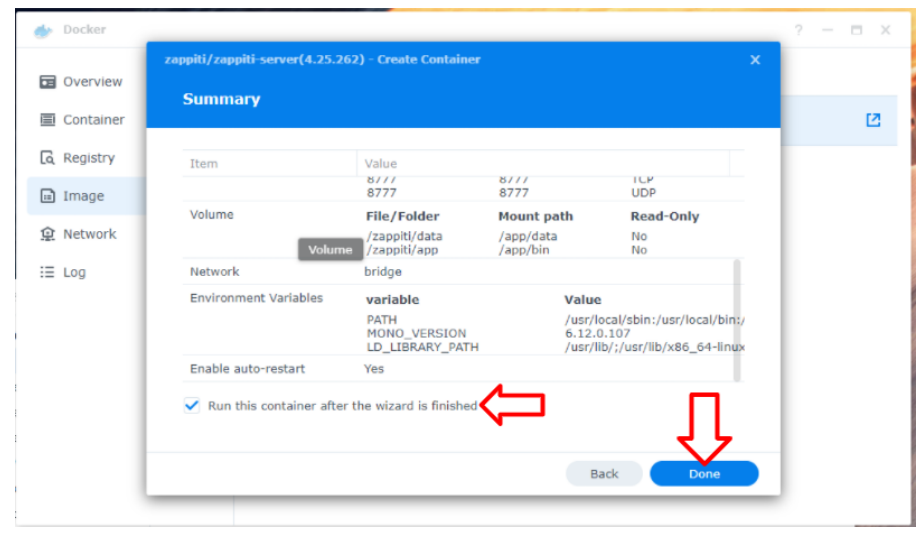 Docker
zappiti/zappiti-server(4.25.262) - Create Container
Summary
Overview
Container
Registry
Image
Network
Log
Item Value
8777 8777 TCP
8777 8777 UDP
Volume File/Folder Mount path Read-Only
/zappiti/data /app/data No
Volume /zappiti/app /app/bin No
Network bridge
Environment Variables variable Value
PATH /usr/local/sbin:/usr/local/bin:/
MONO_VERSION 6.12.0.107
LD_LIBRARY_PATH /usr/lib/;/usr/lib/x86_64-linux
Enable auto-restart Yes
Run this container after the wizard is finished
Back Done